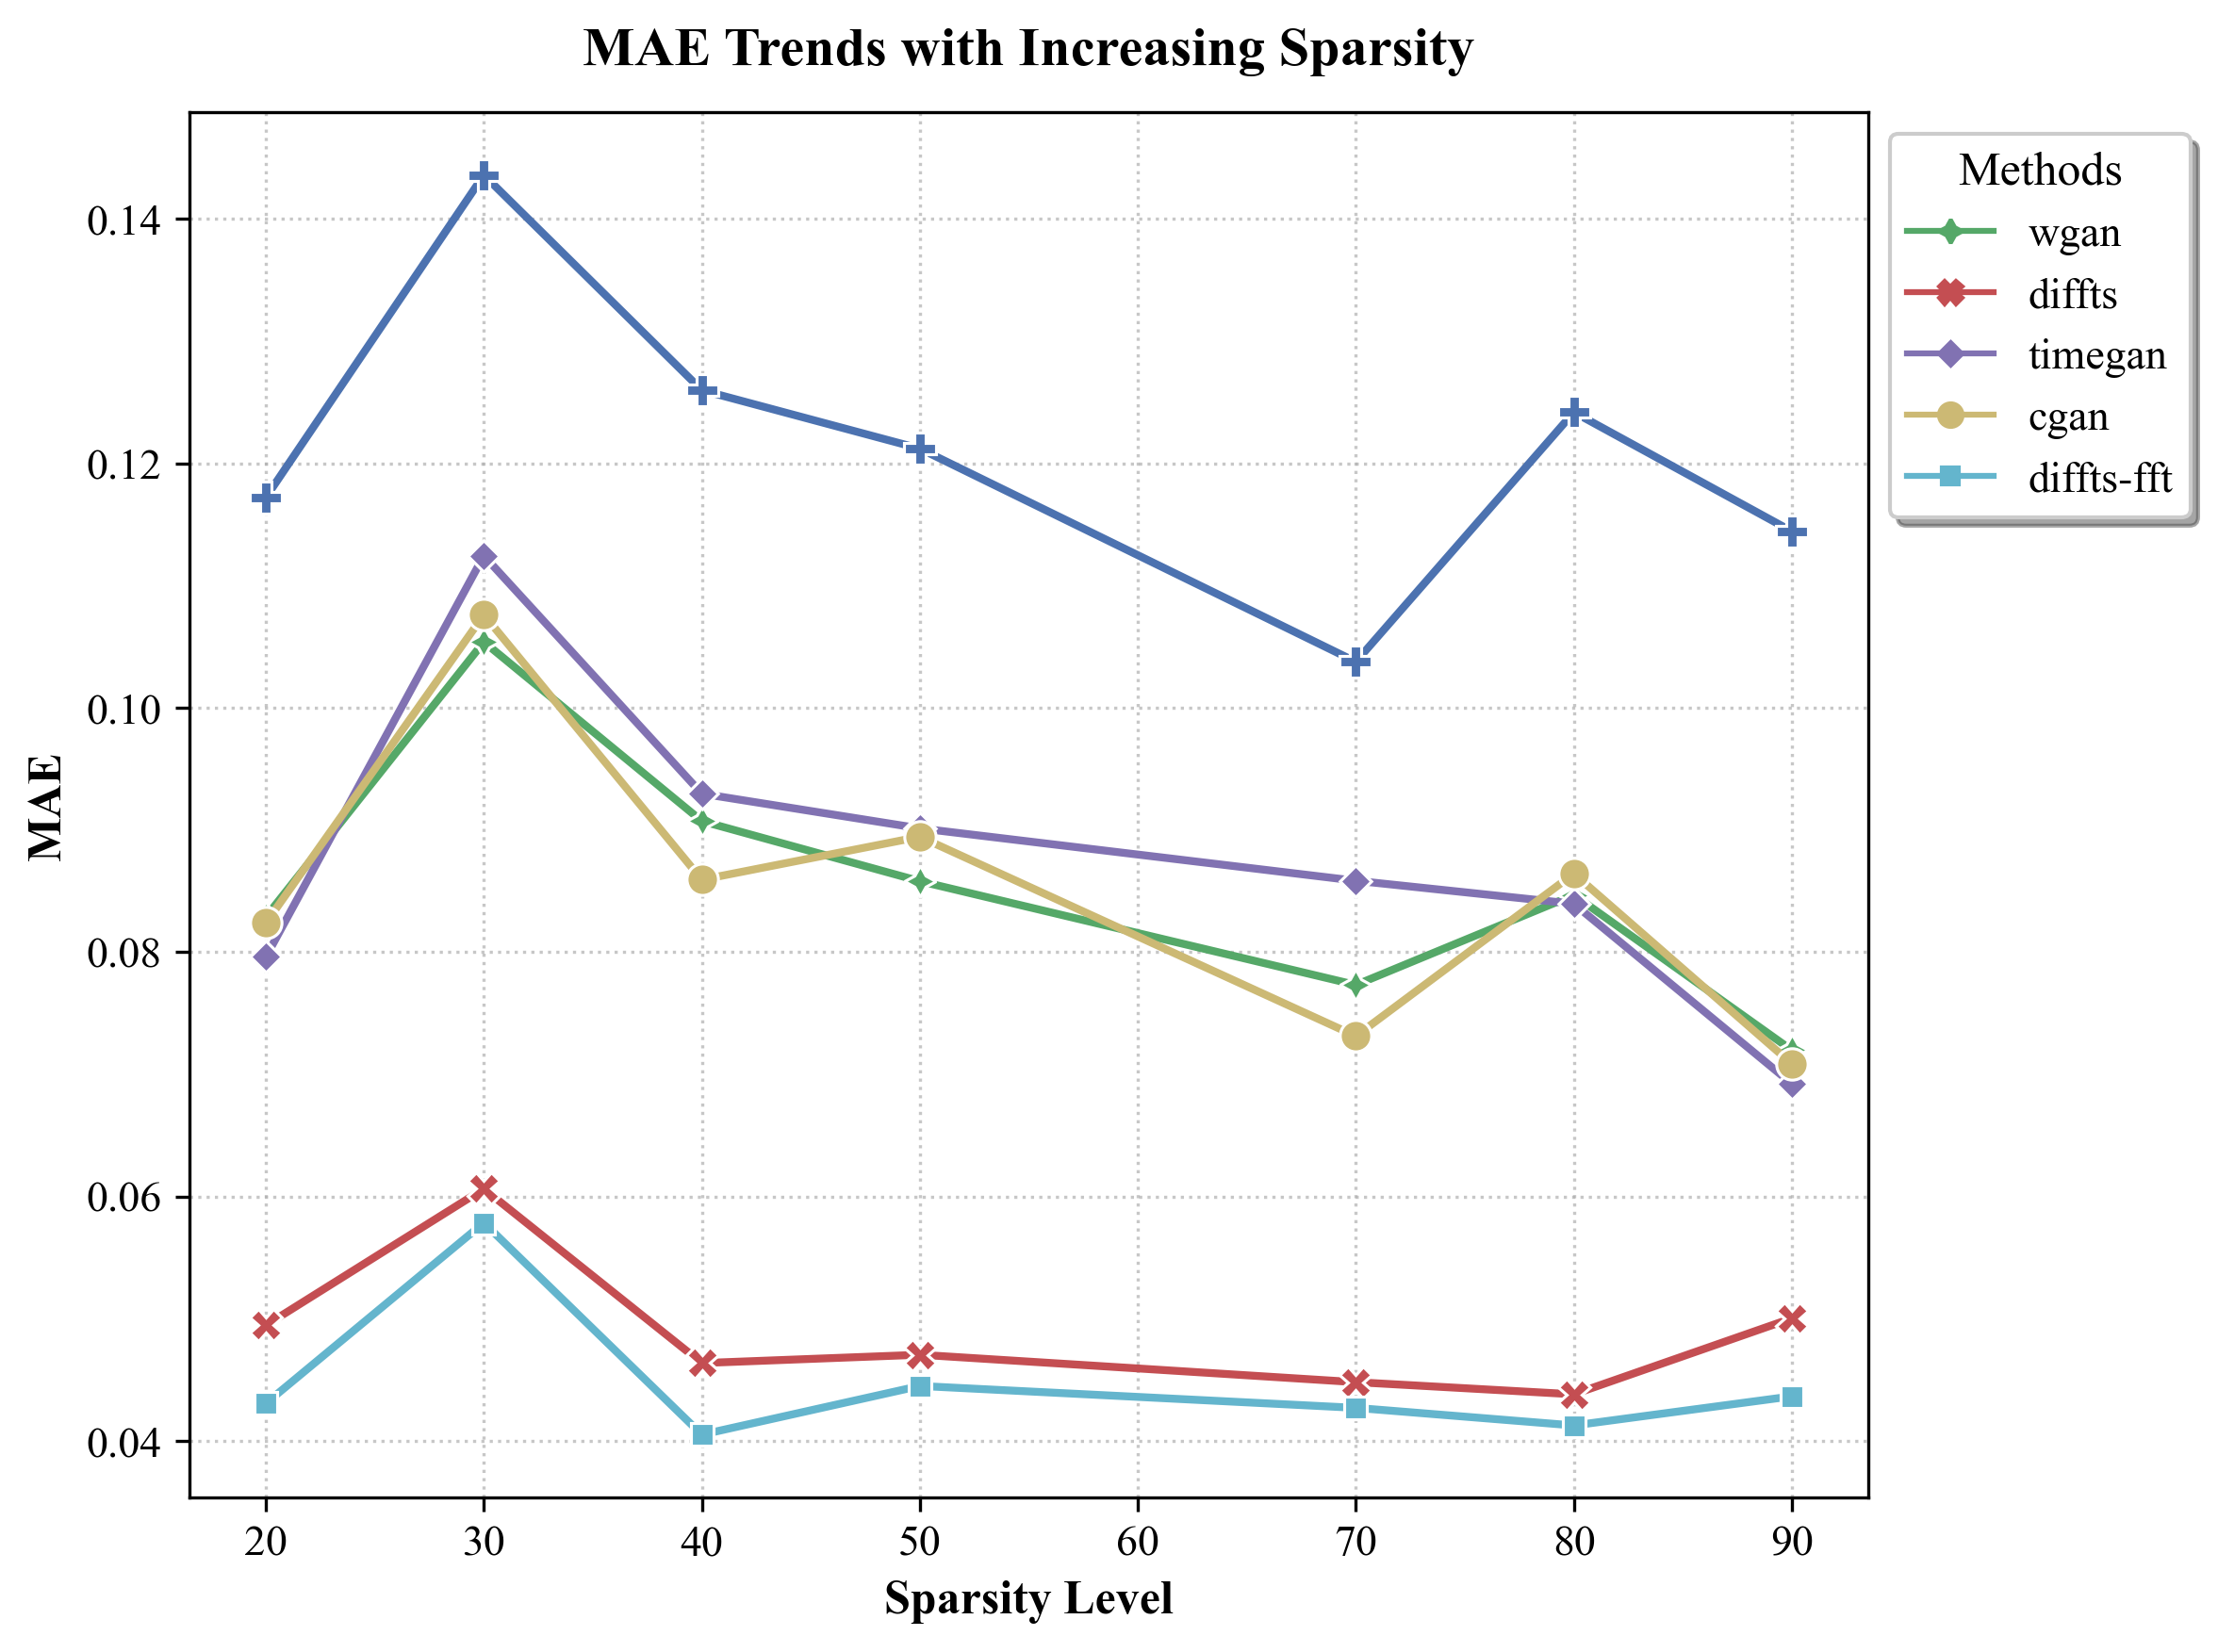 MAE Trends with Increasing Sparsity
Methods
wgan
diffts
timegan
cgan
diffts-fft
MAE
0.14
0.12
0.10
0.08
0.06
0.04
20 30 40 50 60 70 80 90
Sparsity Level